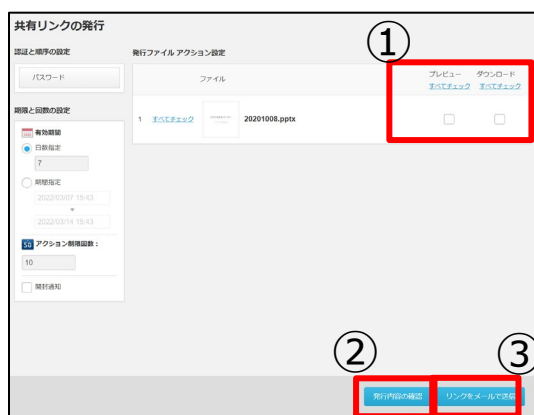 共有リンクの発行
認証と順序の設定
パスワード
期限と回数の設定
有効期間
日数指定
7
期間指定
2022/03/07 15:43
2022/03/14 15:43
アクション制限回数：
10
開封通知
発行ファイル アクション設定
①
ファイル
プレビュー ダウンロード
すべてチェック すべてチェック
1 すべてチェック 20201008.pptx
② ③
発行内容の確認 リンクをメールで送信